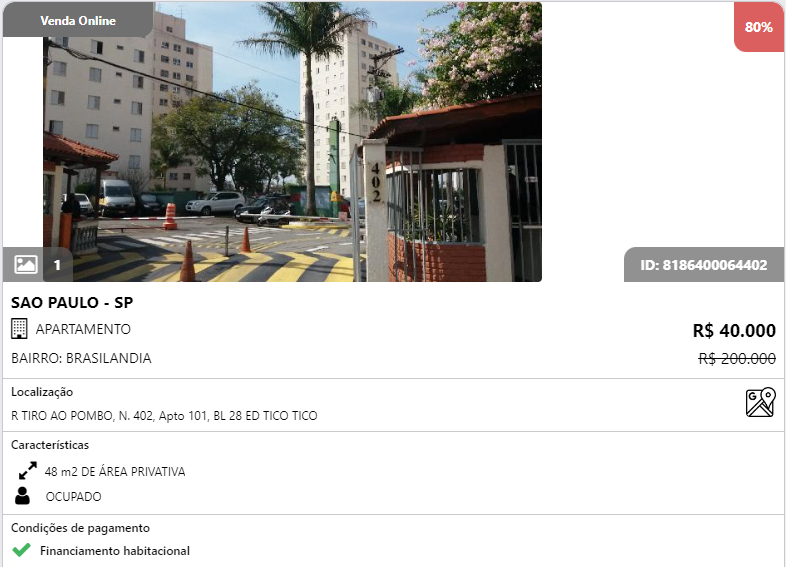 Venda Online
80%
402
1
ID: 8186400064402
SAO PAULO - SP
APARTAMENTO
R$ 40.000
BAIRRO: BRASILANDIA
R$ 200.000
Localização
R TIRO AO POMBO, N. 402, Apto 101, BL 28 ED TICO TICO
G
Características
48 m2 DE ÁREA PRIVATIVA
OCUPADO
Condições de pagamento
Financiamento habitacional